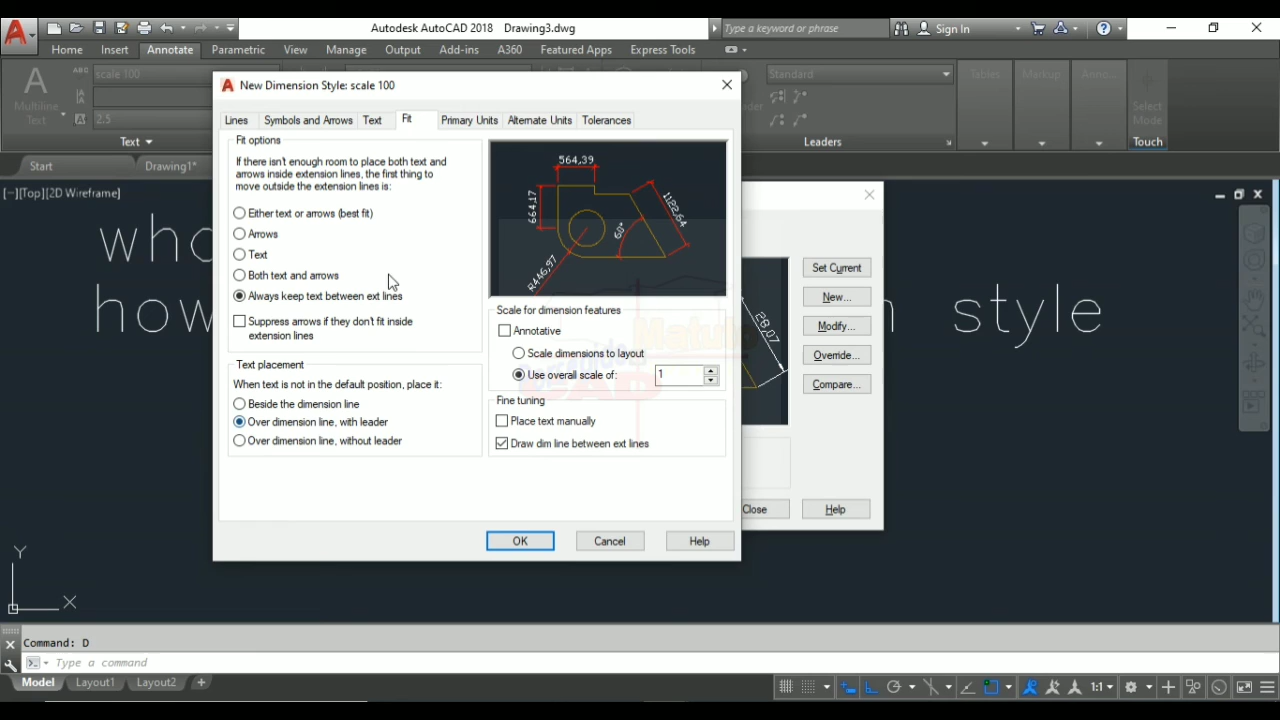 Autodesk AutoCAD 2018 Drawing3.dwg
Type a keyword or phrase
Sign In
Home Insert Annotate Parametric View Manage Output Add-ins A360 Featured Apps Express Tools
scale 100
Standard
Tables
Markup
Multiline
Text
2.5
Select
Mode
Text
Leaders
Touch
Start
Drawing1*
[−][Top][2D Wireframe]
how
style
New Dimension Style: scale 100
Lines Symbols and Arrows Text Fit Primary Units Alternate Units Tolerances
Fit options
If there isn't enough room to place both text and
arrows inside extension lines, the first thing to
move outside the extension lines is:
Either text or arrows (best fit)
Arrows
Text
Both text and arrows
Always keep text between ext lines
Suppress arrows if they don't fit inside
extension lines
Text placement
When text is not in the default position, place it:
Beside the dimension line
Over dimension line, with leader
Over dimension line, without leader
564,39
664,17
1122,64
60°
R446,97
Scale for dimension features
Annotative
Scale dimensions to layout
Use overall scale of:
1
Fine tuning
Place text manually
Draw dim line between ext lines
OK
Cancel
Help
28,07
Set Current
New...
Modify...
Override...
Compare...
Close
Help
Y
X
Command: D
Type a command
Model Layout1 Layout2 +
1:1